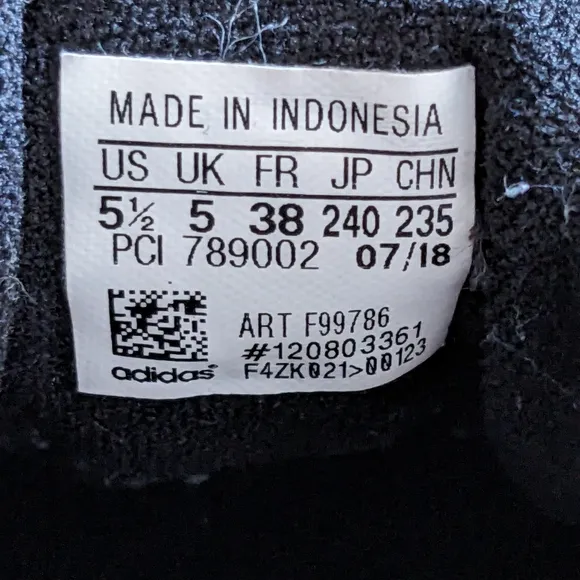 MADE IN INDONESIA
US UK FR JP CHN
5½ 5 38 240 235
PCI 789002 07/18
ART F99786
#120803361
F4ZK021>00123
adidas